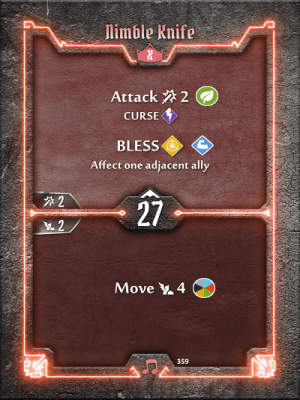 Nimble Knife
X
Attack 2
CURSE
BLESS
Affect one adjacent ally
2
27
2
Move 4
359